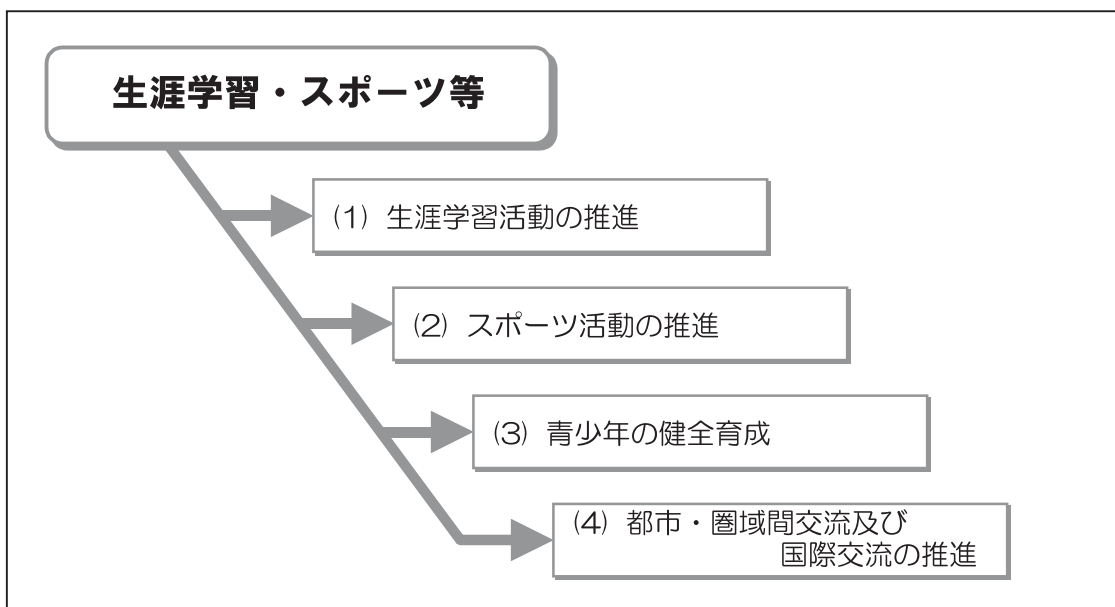 生涯学習・スポーツ等
(1) 生涯学習活動の推進
(2) スポーツ活動の推進
(3) 青少年の健全育成
(4) 都市・圏域間交流及び
国際交流の推進